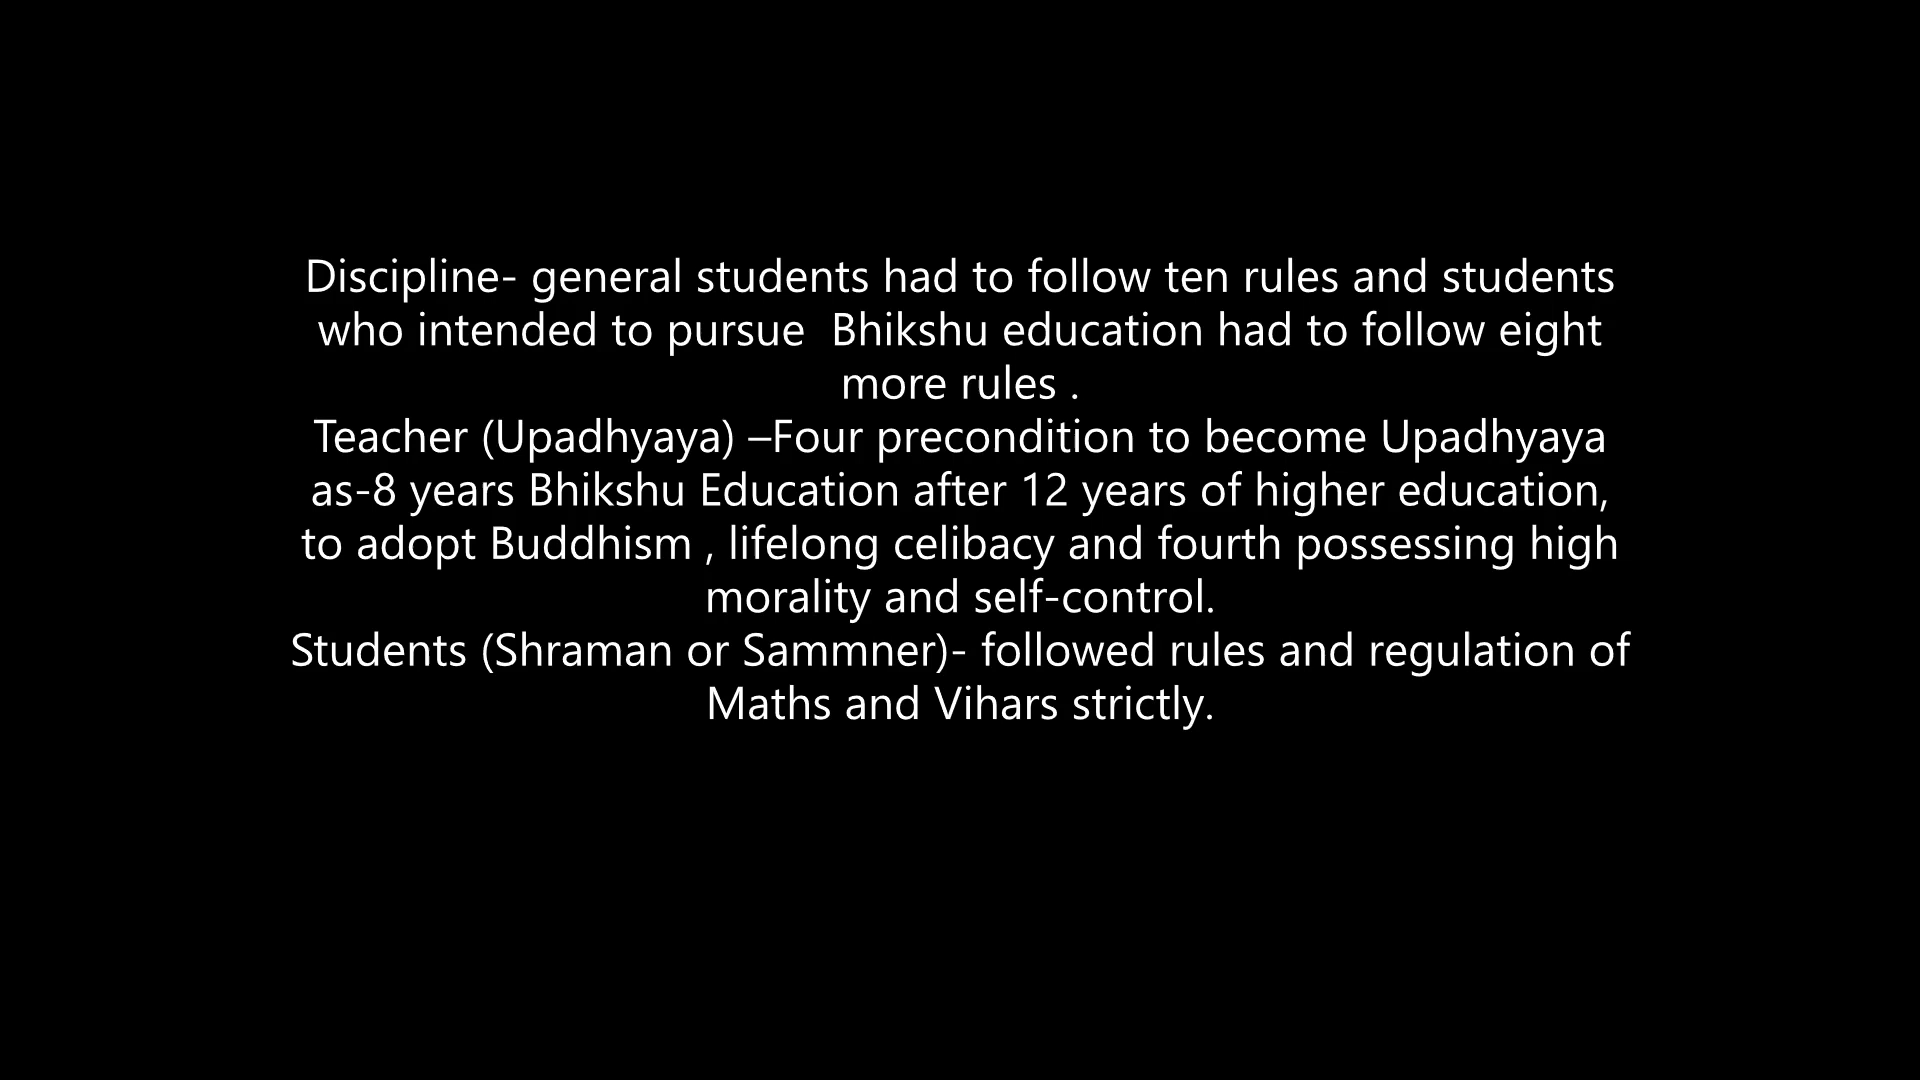 Discipline- general students had to follow ten rules and students
who intended to pursue  Bhikshu education had to follow eight
more rules .
Teacher (Upadhyaya) –Four precondition to become Upadhyaya
as-8 years Bhikshu Education after 12 years of higher education,
to adopt Buddhism , lifelong celibacy and fourth possessing high
morality and self-control.
Students (Shraman or Sammner)- followed rules and regulation of
Maths and Vihars strictly.